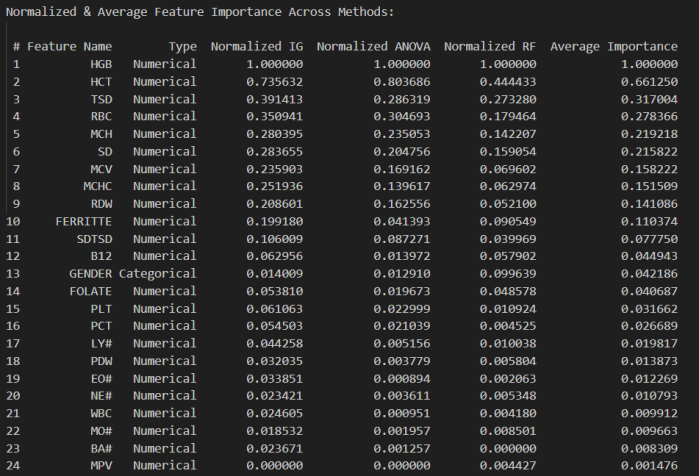 Normalized & Average Feature Importance Across Methods:
# Feature Name Type Normalized IG Normalized ANOVA Normalized RF Average Importance
1 HGB Numerical 1.000000 1.000000 1.000000 1.000000
2 HCT Numerical 0.735632 0.803686 0.444433 0.661250
3 TSD Numerical 0.391413 0.286319 0.273280 0.317004
4 RBC Numerical 0.350941 0.304693 0.179464 0.278366
5 MCH Numerical 0.280395 0.235053 0.142207 0.219218
6 SD Numerical 0.283655 0.204756 0.159054 0.215822
7 MCV Numerical 0.235903 0.169162 0.069602 0.158222
8 MCHC Numerical 0.251936 0.139617 0.062974 0.151509
9 RDW Numerical 0.208601 0.162556 0.052100 0.141086
10 FERRITTE Numerical 0.199180 0.041393 0.090549 0.110374
11 SDTSD Numerical 0.106009 0.087271 0.039969 0.077750
12 B12 Numerical 0.062956 0.013972 0.057902 0.044943
13 GENDER Categorical 0.014009 0.012910 0.099639 0.042186
14 FOLATE Numerical 0.053810 0.019673 0.048578 0.040687
15 PLT Numerical 0.061063 0.022999 0.010924 0.031662
16 PCT Numerical 0.054503 0.021039 0.004525 0.026689
17 LY# Numerical 0.044258 0.005156 0.010038 0.019817
18 PDW Numerical 0.032035 0.003779 0.005804 0.013873
19 EO# Numerical 0.033851 0.000894 0.002063 0.012269
20 NE# Numerical 0.023421 0.003611 0.005348 0.010793
21 WBC Numerical 0.024605 0.000951 0.004180 0.009912
22 MO# Numerical 0.018532 0.001957 0.008501 0.009663
23 BA# Numerical 0.023671 0.001257 0.000000 0.008309
24 MPV Numerical 0.000000 0.000000 0.004427 0.001476